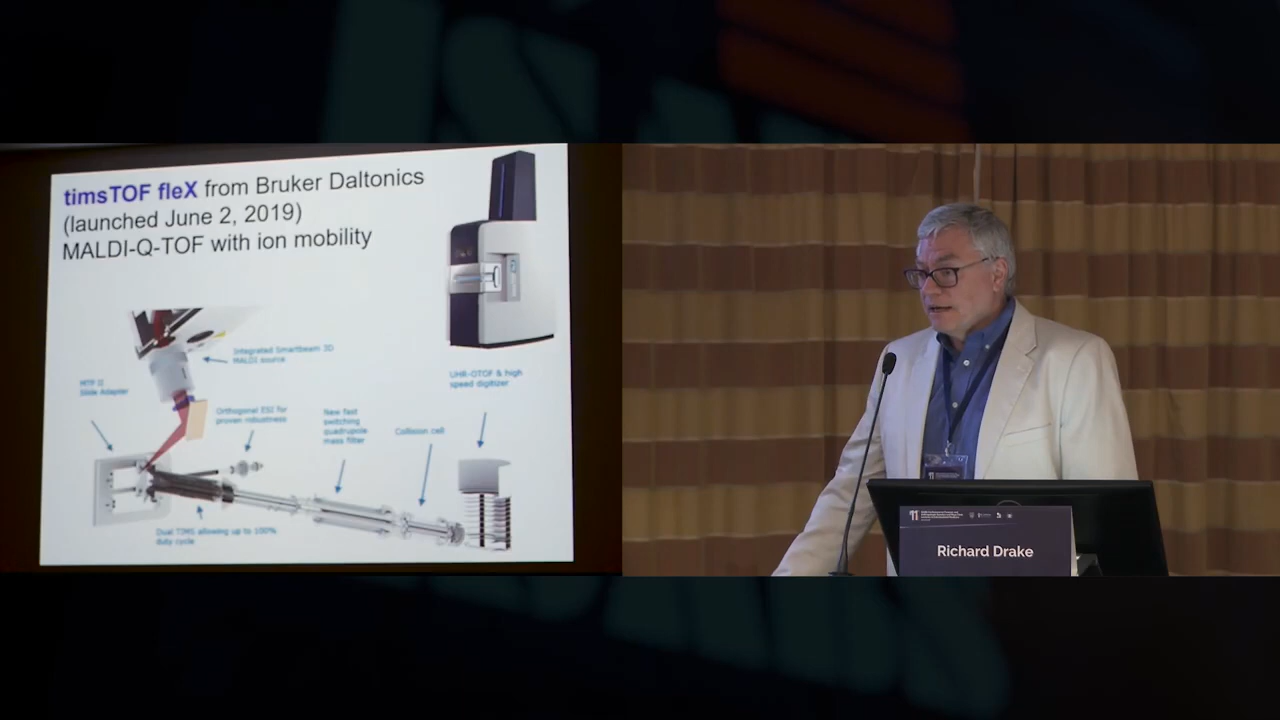 timsTOF fleX from Bruker Daltonics
(launched June 2, 2019)
MALDI-Q-TOF with ion mobility
Integrated Smartbeam 3D
MALDI source
MTP II
Slide Adapter
Orthogonal ESI for
proven robustness
New fast
switching
quadrupole
mass filter
Collision cell
UHR-QTOF & high
speed digitizer
Dual TIMS allowing up to 100%
duty cycle
11
Richard Drake